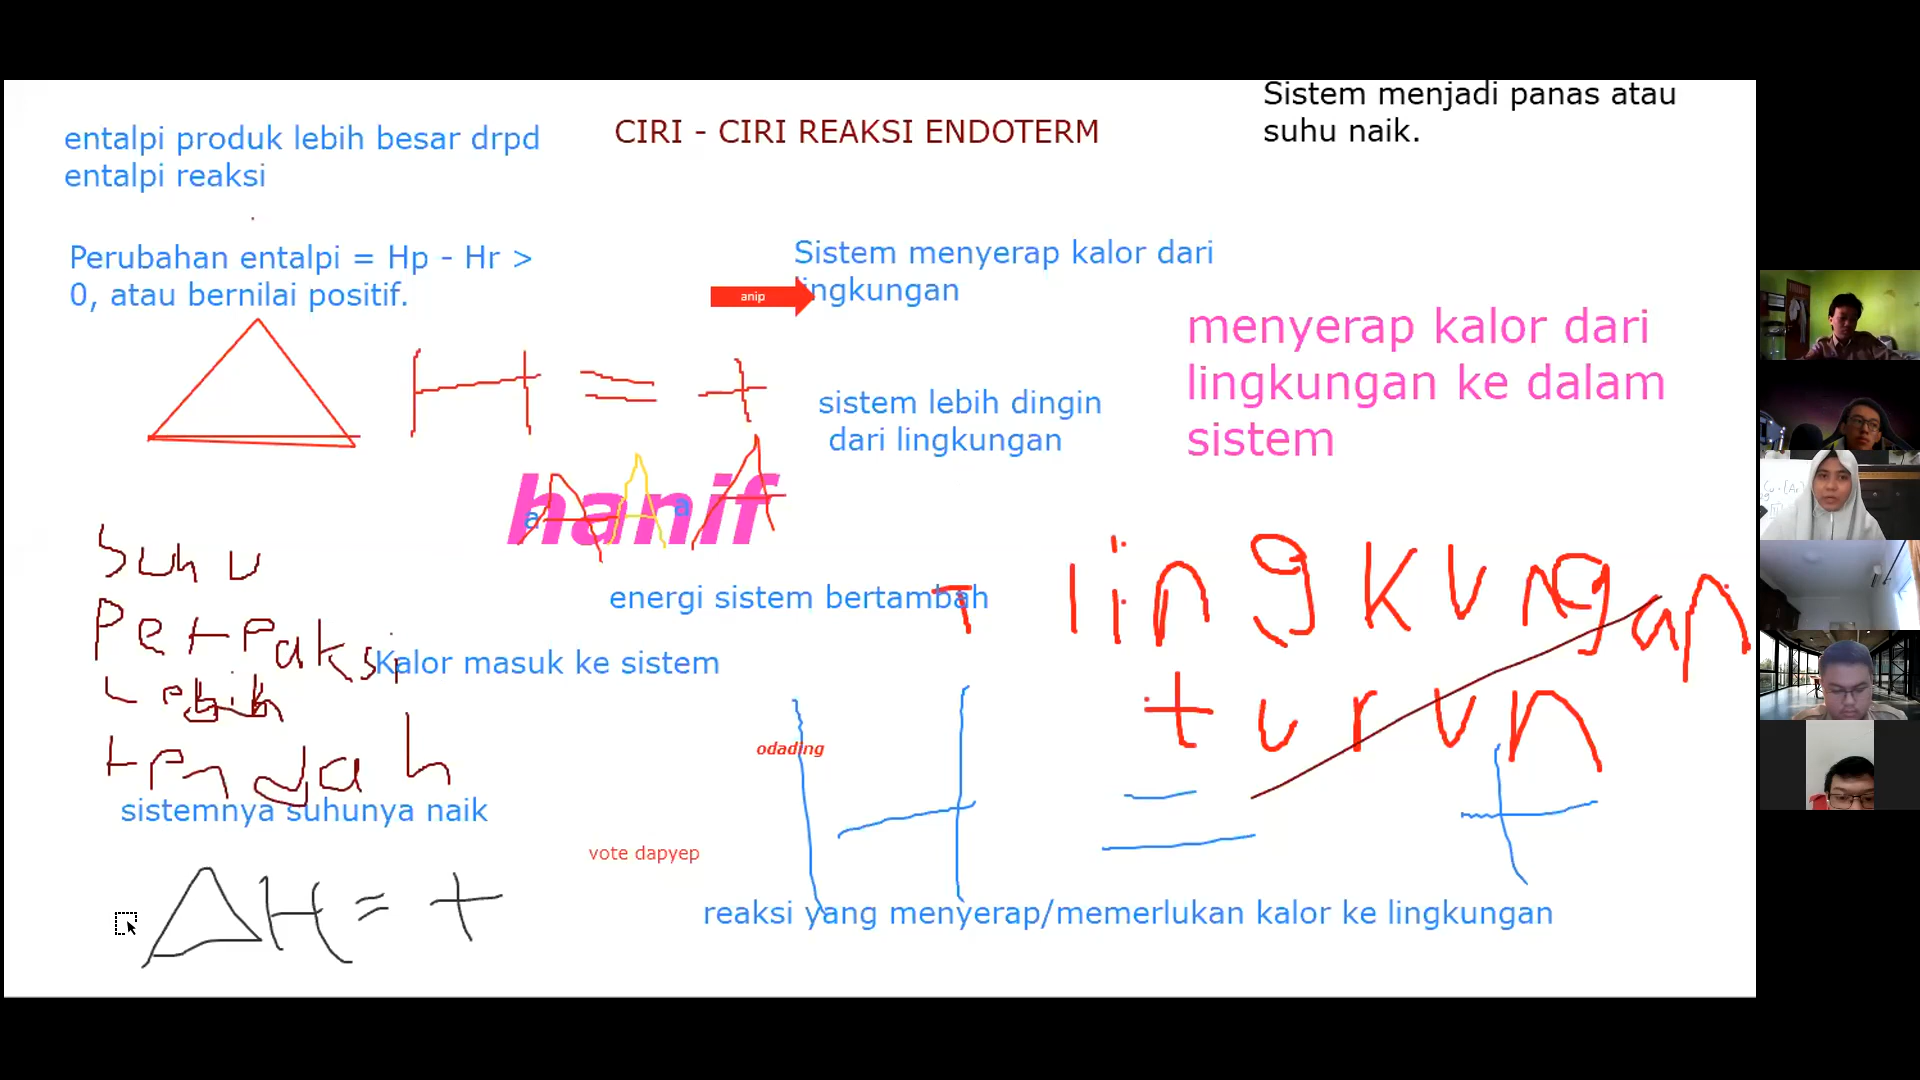 Sistem menjadi panas atau
suhu naik.
CIRI - CIRI REAKSI ENDOTERM
entalpi produk lebih besar drpd
entalpi reaksi
Perubahan entalpi = Hp - Hr >
0, atau bernilai positif.
Sistem menyerap kalor dari
lingkungan
anip
H = +
menyerap kalor dari
lingkungan ke dalam
sistem
sistem lebih dingin
dari lingkungan
hanif
A A A
a a
suhu
Pereaksi
Lebih
rendah
energi sistem bertambah
T lingkungan
turun
Kalor masuk ke sistem
odading
H = +
sistemnya suhunya naik
vote dapyep
ΔH = +
reaksi yang menyerap/memerlukan kalor ke lingkungan